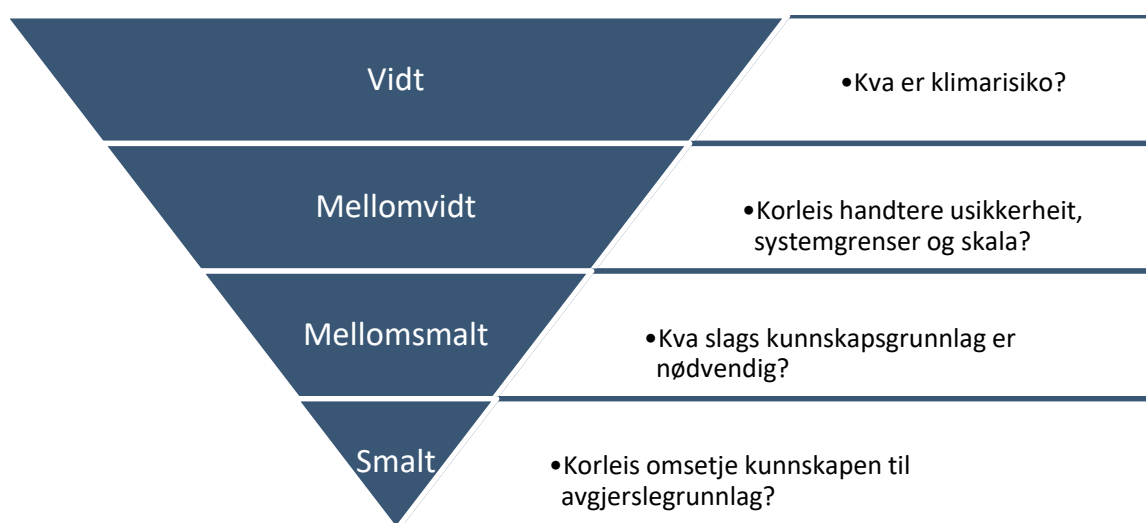 Vidt
•Kva er klimarisiko?
Mellomvidt
•Korleis handtere usikkerheit,
systemgrenser og skala?
Mellomsmalt
•Kva slags kunnskapsgrunnlag er
nødvendig?
Smalt
•Korleis omsetje kunnskapen til
avgjerslegrunnlag?